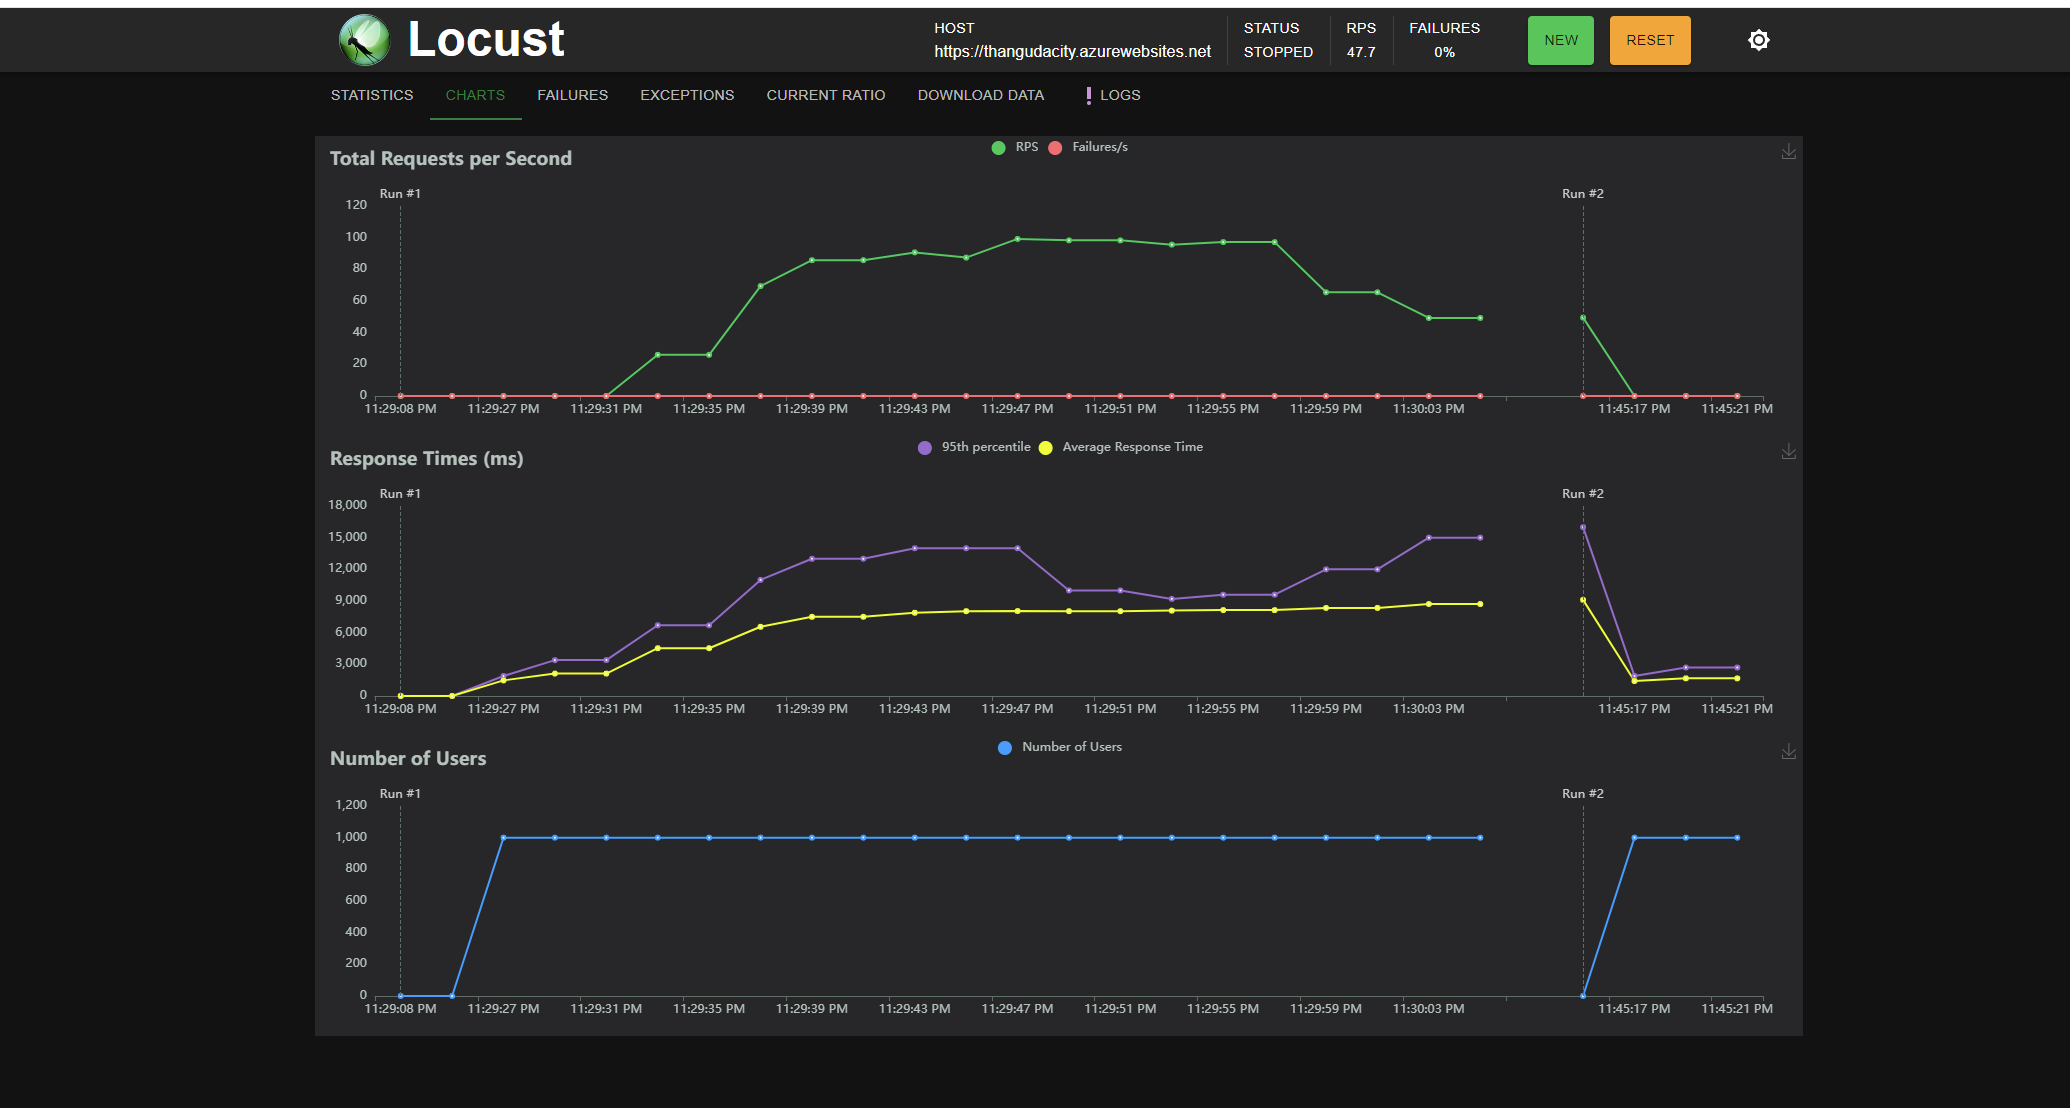 Locust
HOST
https://thangudacity.azurewebsites.net
STATUS
STOPPED
RPS
47.7
FAILURES
0%
NEW
RESET
STATISTICS
CHARTS
FAILURES
EXCEPTIONS
CURRENT RATIO
DOWNLOAD DATA
LOGS
Total Requests per Second
RPS
Failures/s
Run #1
Run #2
120
100
80
60
40
20
0
11:29:08 PM 11:29:27 PM 11:29:31 PM 11:29:35 PM 11:29:39 PM 11:29:43 PM 11:29:47 PM 11:29:51 PM 11:29:55 PM 11:29:59 PM 11:30:03 PM 11:45:17 PM 11:45:21 PM
Response Times (ms)
95th percentile
Average Response Time
Run #1
Run #2
18,000
15,000
12,000
9,000
6,000
3,000
0
11:29:08 PM 11:29:27 PM 11:29:31 PM 11:29:35 PM 11:29:39 PM 11:29:43 PM 11:29:47 PM 11:29:51 PM 11:29:55 PM 11:29:59 PM 11:30:03 PM 11:45:17 PM 11:45:21 PM
Number of Users
Number of Users
Run #1
Run #2
1,200
1,000
800
600
400
200
0
11:29:08 PM 11:29:27 PM 11:29:31 PM 11:29:35 PM 11:29:39 PM 11:29:43 PM 11:29:47 PM 11:29:51 PM 11:29:55 PM 11:29:59 PM 11:30:03 PM 11:45:17 PM 11:45:21 PM